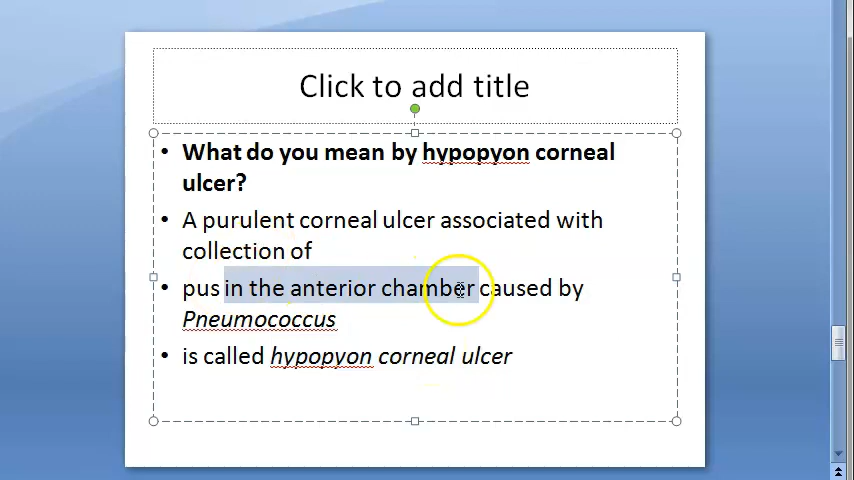 Click to add title
• What do you mean by hypopyon corneal
ulcer?
• A purulent corneal ulcer associated with
collection of
• pus in the anterior chamber caused by
Pneumococcus
• is called hypopyon corneal ulcer